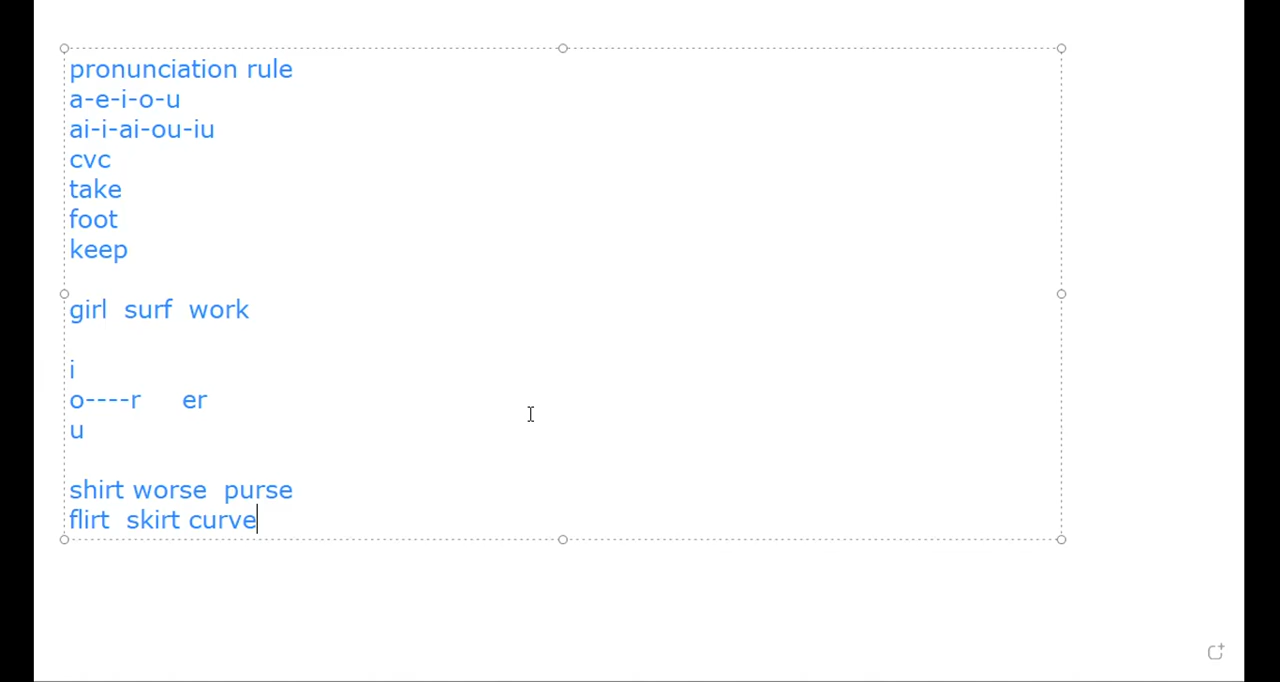 pronunciation rule
a-e-i-o-u
ai-i-ai-ou-iu
cvc
take
foot
keep
girl  surf  work
i
o----r     er
u
shirt worse  purse
flirt  skirt curve